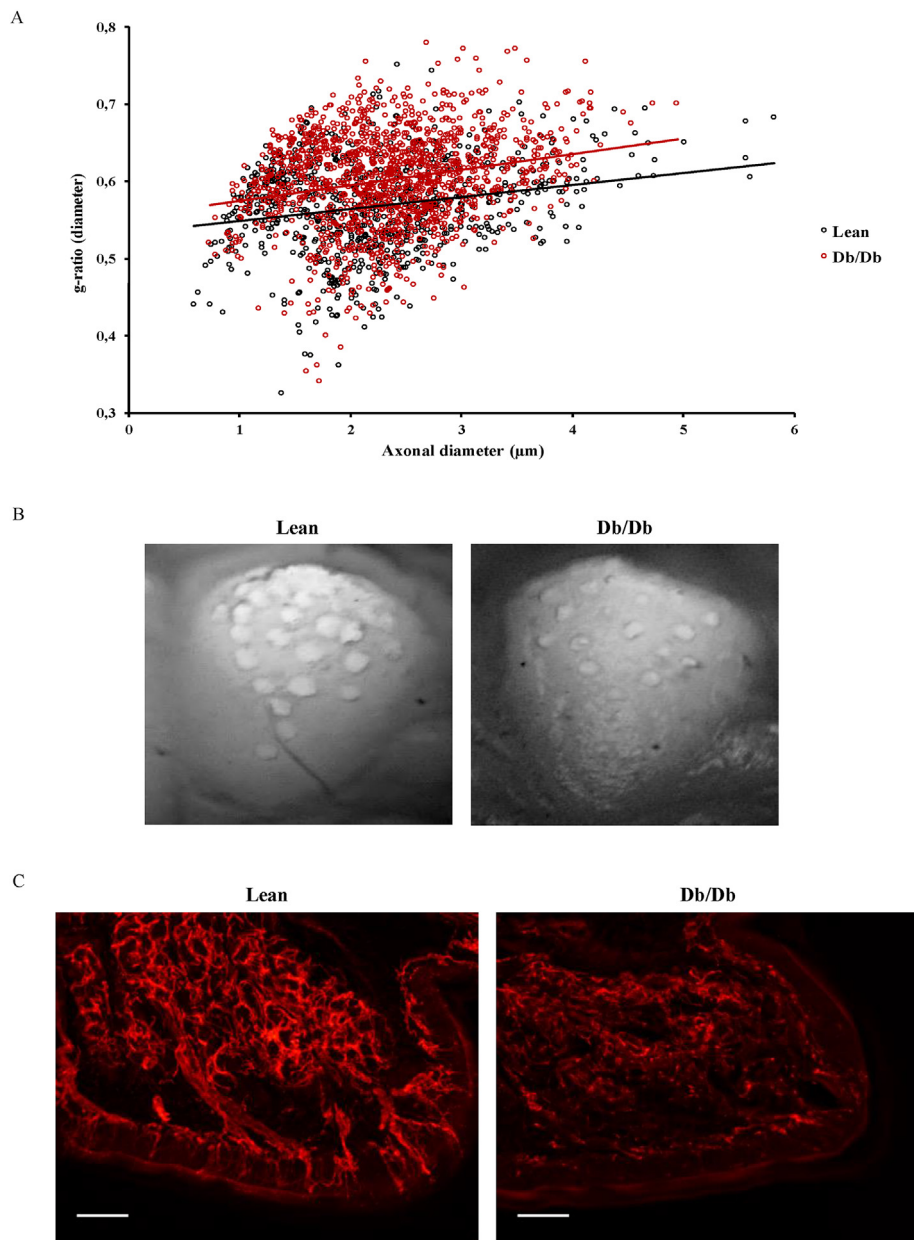 A
0,8
0,7
0,6
0,5
0,4
0,3
g-ratio (diameter)
0 1 2 3 4 5 6
Axonal diameter (µm)
Lean
Db/Db
B
Lean Db/Db
C
Lean Db/Db